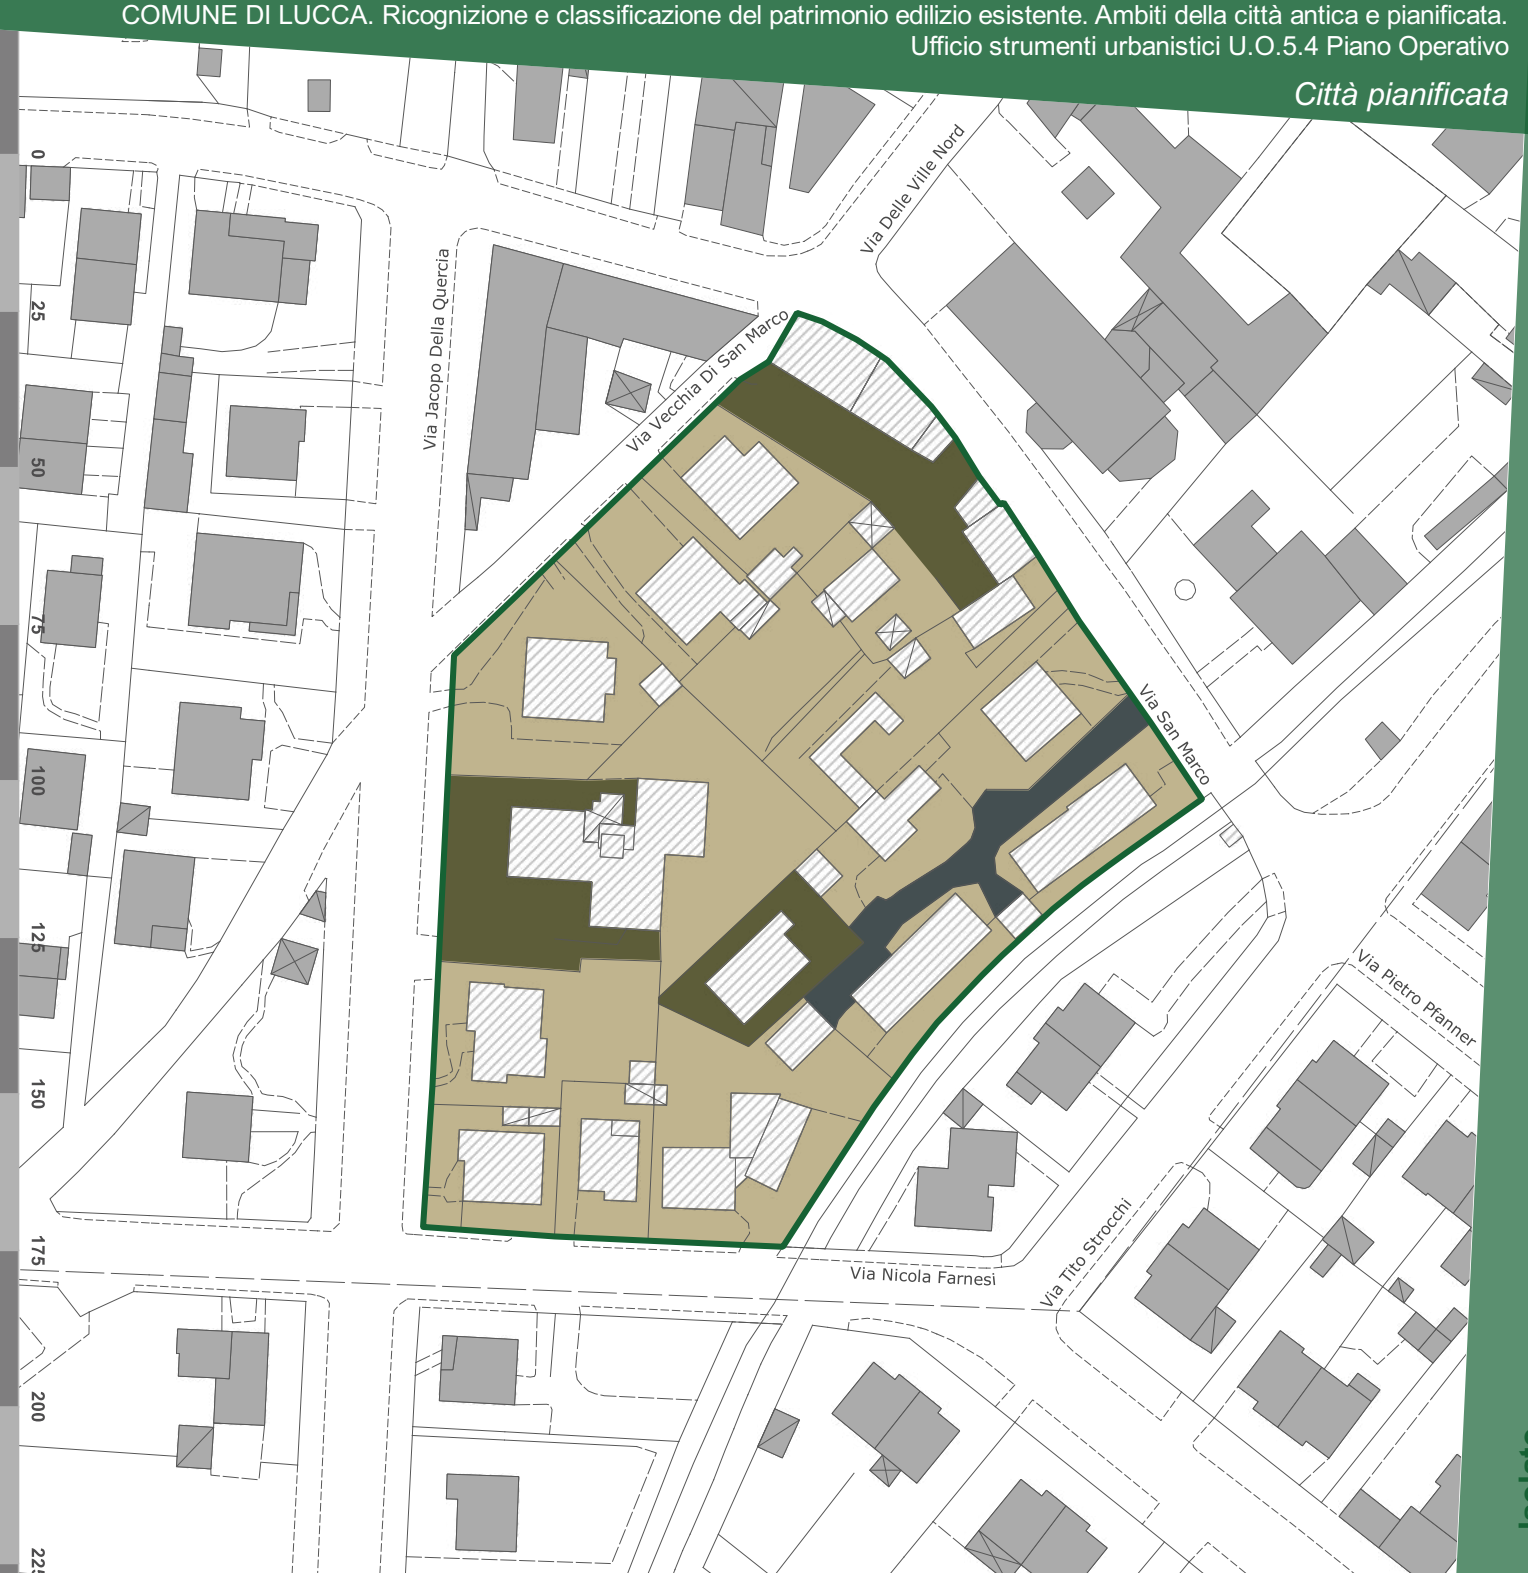 COMUNE DI LUCCA. Ricognizione e classificazione del patrimonio edilizio esistente. Ambiti della città antica e pianificata.
Ufficio strumenti urbanistici U.O.5.4 Piano Operativo
Città pianificata
Via Delle Ville Nord
Via Jacopo Della Quercia
Via Vecchia Di San Marco
Via San Marco
Via Pietro Pfanner
Via Tito Strocchi
Via Nicola Farnesi
0
25
50
75
100
125
150
175
200
225